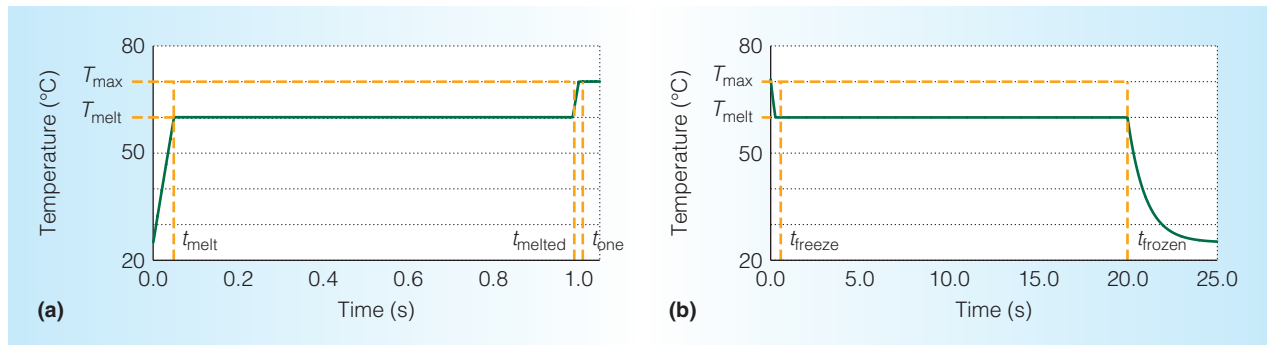 80
T_max
T_melt
50
20
Temperature (°C)
t_melt
t_melted
t_one
0.0 0.2 0.4 0.6 0.8 1.0
Time (s)
(a)
80
T_max
T_melt
50
20
Temperature (°C)
t_freeze
t_frozen
0.0 5.0 10.0 15.0 20.0 25.0
Time (s)
(b)